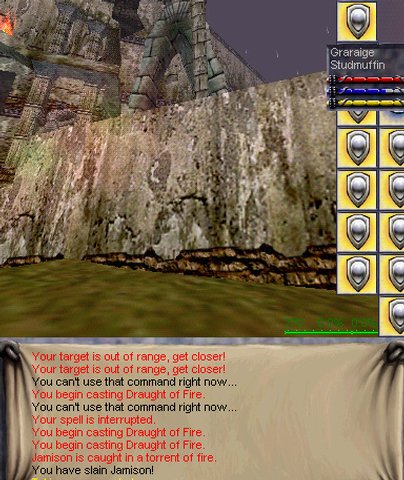 Graraige
Studmuffin
Your target is out of range, get closer!
Your target is out of range, get closer!
You can't use that command right now...
You begin casting Draught of Fire.
You can't use that command right now...
Your spell is interrupted.
You begin casting Draught of Fire.
You begin casting Draught of Fire.
Jamison is caught in a torrent of fire.
You have slain Jamison!